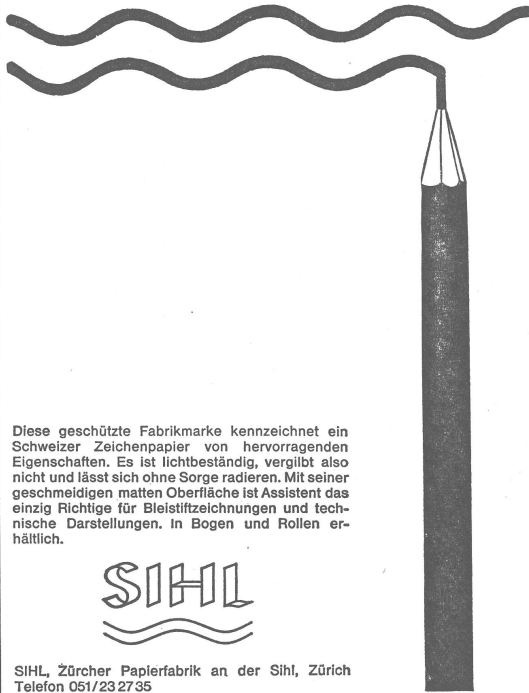 Diese geschützte Fabrikmarke kennzeichnet ein
Schweizer Zeichenpapier von hervorragenden
Eigenschaften. Es ist lichtbeständig, vergilbt also
nicht und lässt sich ohne Sorge radieren. Mit seiner
geschmeidigen matten Oberfläche ist Assistent das
einzig Richtige für Bleistiftzeichnungen und tech-
nische Darstellungen. In Bogen und Rollen er-
hältlich.
SIHL
SIHL, Zürcher Papierfabrik an der Sihl, Zürich
Telefon 051/23 27 35